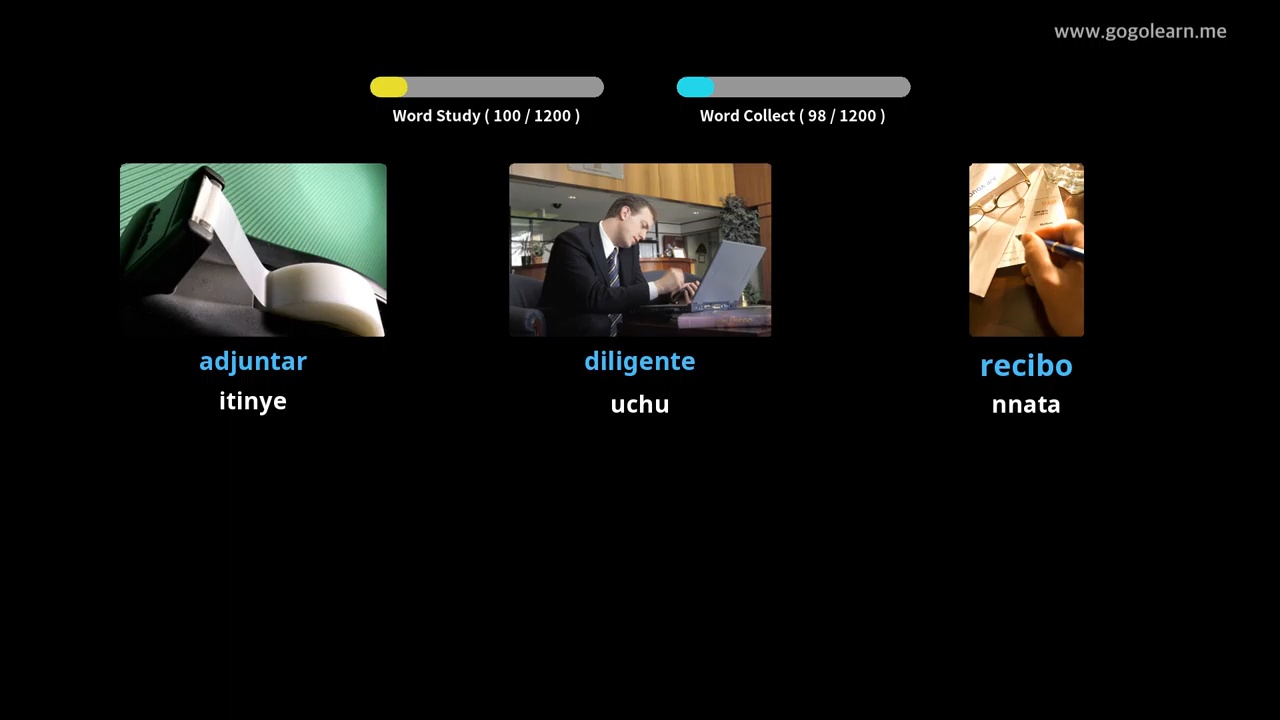 www.gogolearn.me
Word Study ( 100 / 1200 )
Word Collect ( 98 / 1200 )
adjuntar
itinye
diligente
uchu
recibo
nnata